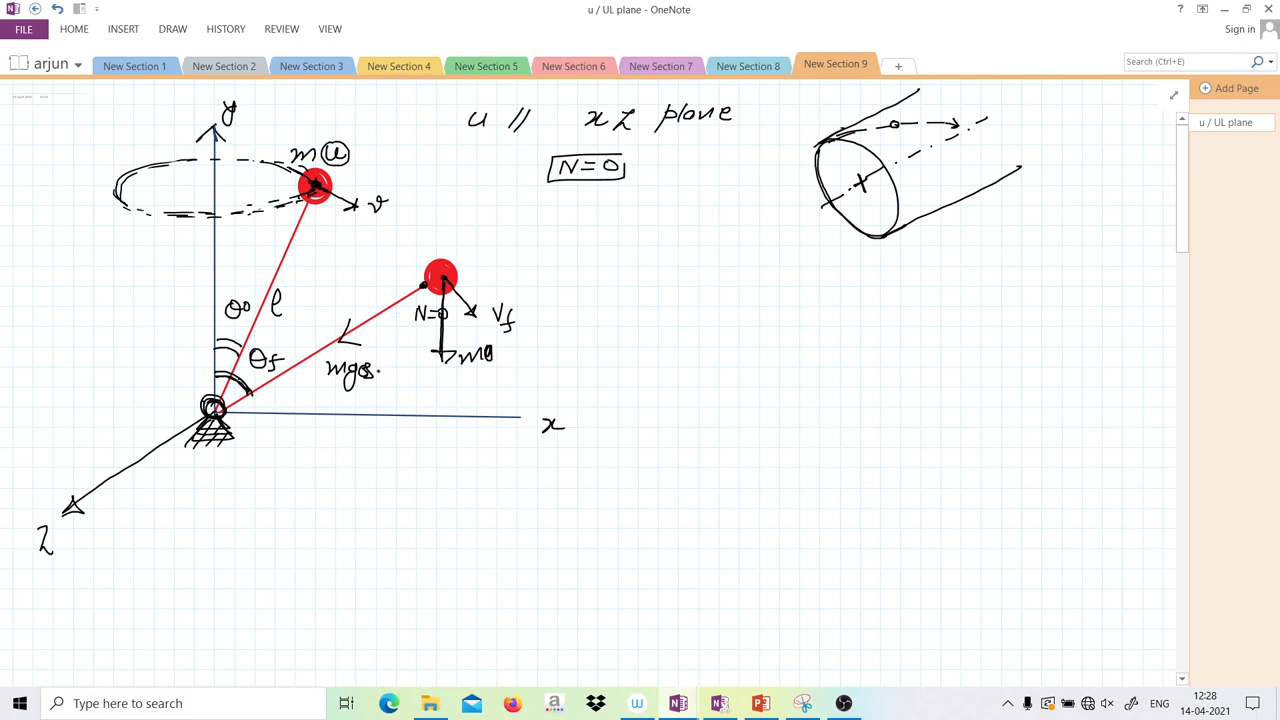 u / UL plane - OneNote
Sign in
FILE HOME INSERT DRAW HISTORY REVIEW VIEW
arjun New Section 1 New Section 2 New Section 3 New Section 4 New Section 5 New Section 6 New Section 7 New Section 8 New Section 9
Search (Ctrl+E)
Add Page
u / UL plane
y
u // xz plane
N=0
m u
v
θ0 l
N=0 Vf
θf
mg
x
z
Type here to search
ENG
12:28
14-04-2021